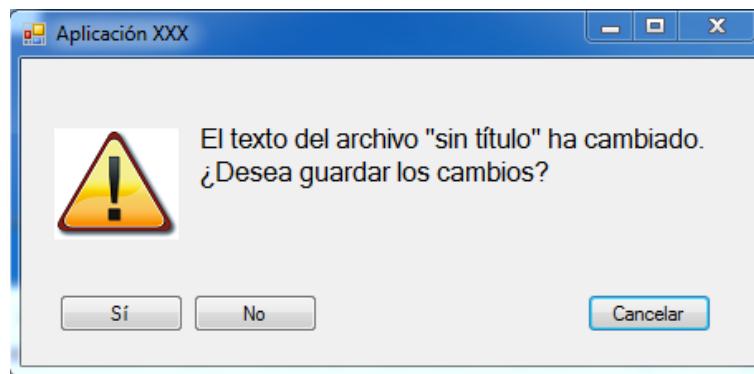 Aplicación XXX
El texto del archivo "sin título" ha cambiado.
¿Desea guardar los cambios?
Sí No Cancelar